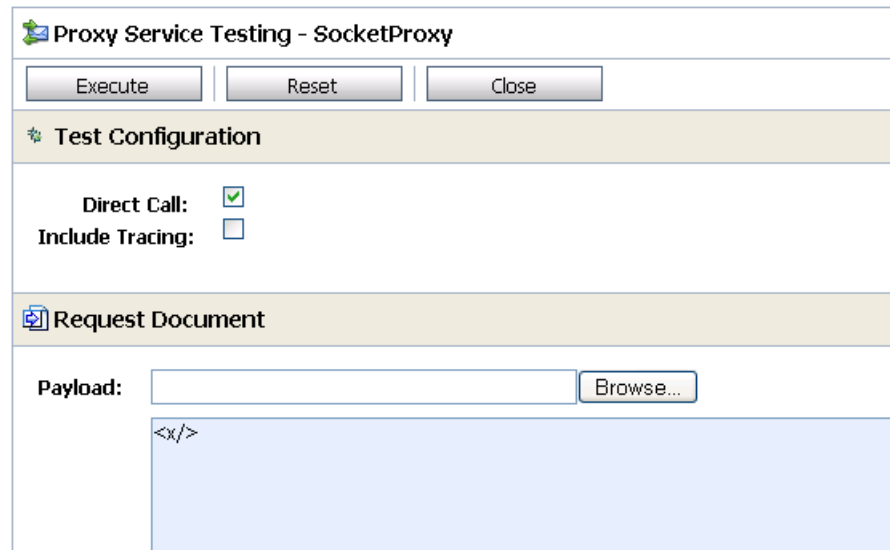 Proxy Service Testing - SocketProxy
Execute Reset Close
Test Configuration
Direct Call:
Include Tracing:
Request Document
Payload: Browse...
<x/>